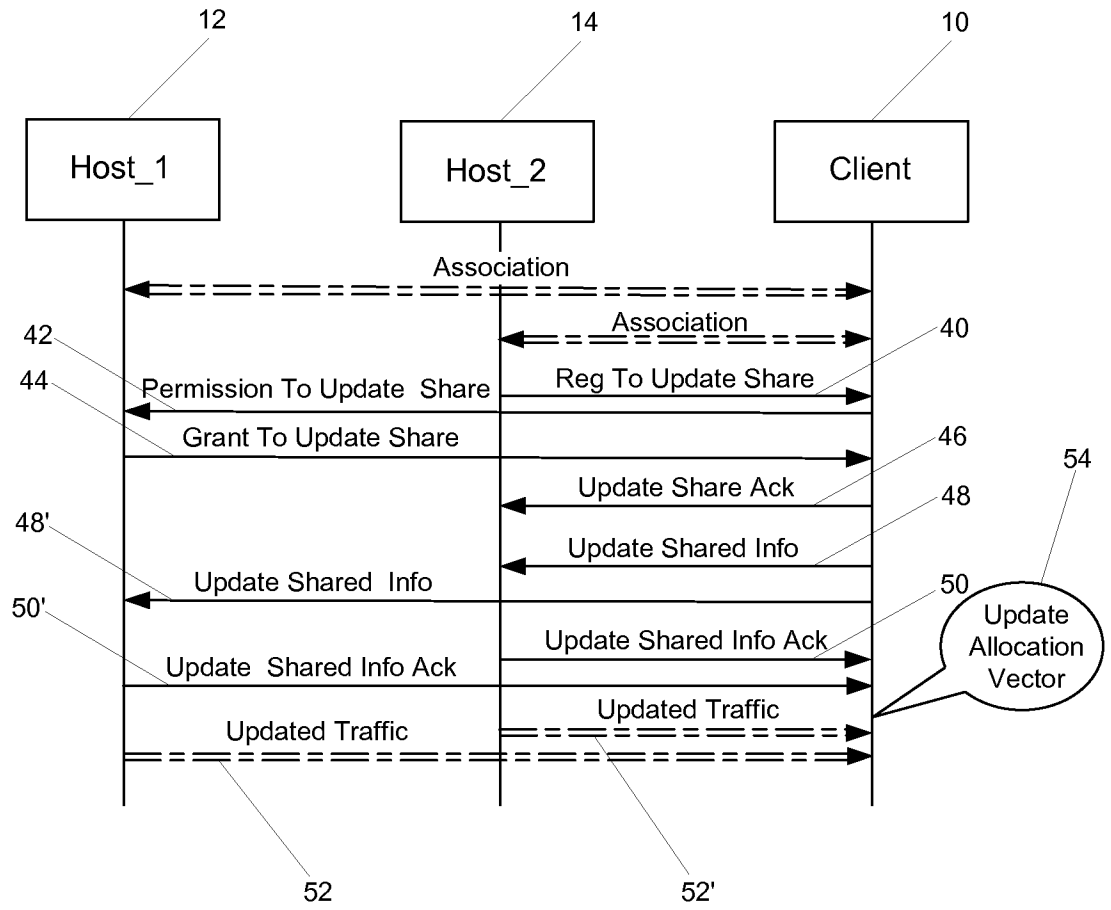 12
14
10
Host_1
Host_2
Client
Association
Association
42
40
44
Permission To Update Share
Reg To Update Share
Grant To Update Share
46
54
Update Share Ack
48
48'
Update Shared Info
Update Shared Info
50'
50
Update
Allocation
Vector
Update Shared Info Ack
Update Shared Info Ack
Updated Traffic
Updated Traffic
52
52'